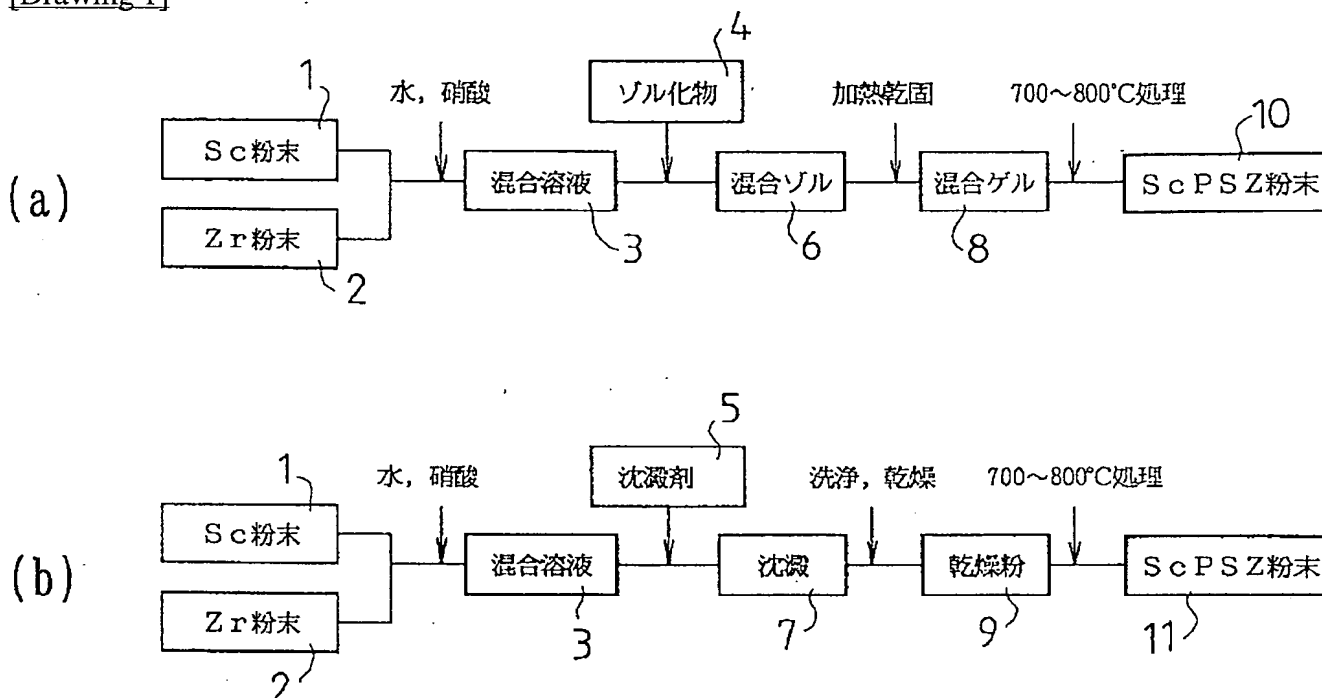 [Drawing 1]
(a)
1
Sc粉末
Zr粉末
2
水，硝酸
混合溶液
3
4
ゾル化物
混合ゾル
6
加熱乾固
混合ゲル
8
700～800℃処理
10
ScPSZ粉末
(b)
1
Sc粉末
Zr粉末
2
水，硝酸
混合溶液
3
5
沈澱剤
沈澱
7
洗浄，乾燥
乾燥粉
9
700～800℃処理
ScPSZ粉末
11